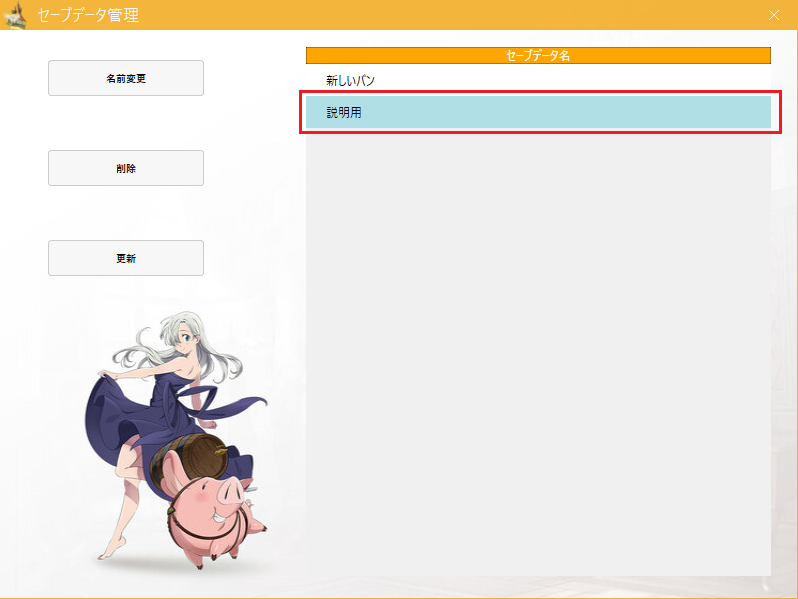 セーブデータ管理
名前変更
削除
更新
セーブデータ名
新しいパン
説明用